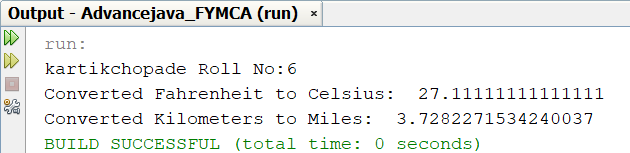 Output - Advancejava_FYMCA (run) ×
run:
kartikchopade Roll No:6
Converted Fahrenheit to Celsius:  27.11111111111111
Converted Kilometers to Miles:  3.7282271534240037
BUILD SUCCESSFUL (total time: 0 seconds)